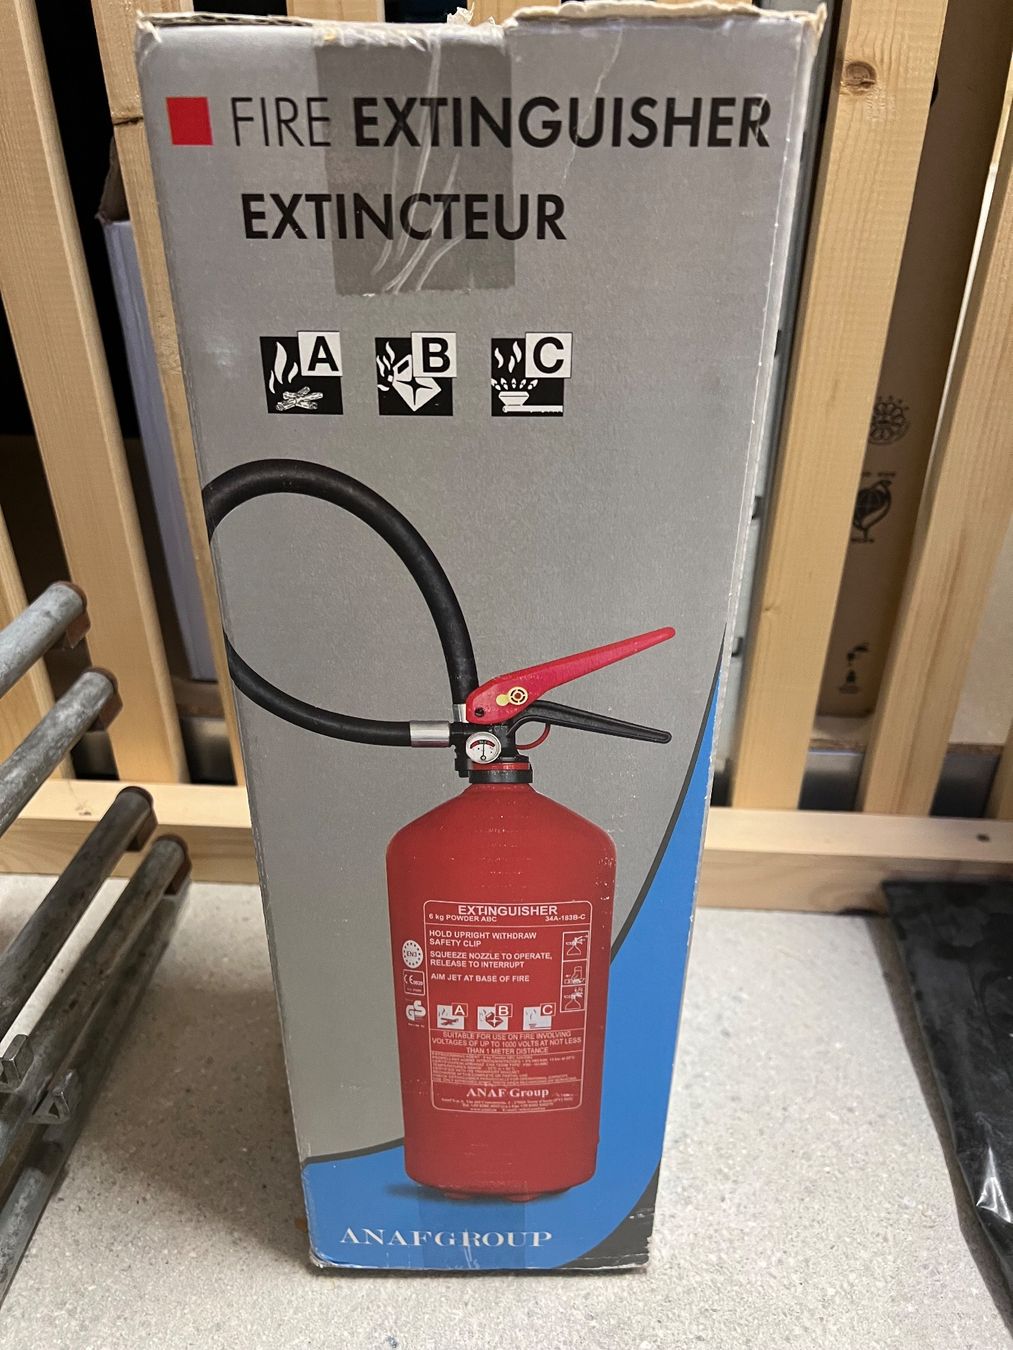 FIRE EXTINGUISHER
EXTINCTEUR
A B C
EXTINGUISHER
6 kg POWDER ABC 34A-183B-C
HOLD UPRIGHT WITHDRAW
SAFETY CLIP
SQUEEZE NOZZLE TO OPERATE,
RELEASE TO INTERRUPT
AIM JET AT BASE OF FIRE
A B C
SUITABLE FOR USE ON FIRE INVOLVING
VOLTAGES OF UP TO 1000 VOLTS AT NOT LESS
THAN 1 METER DISTANCE
ANAF Group
ANAFGROUP